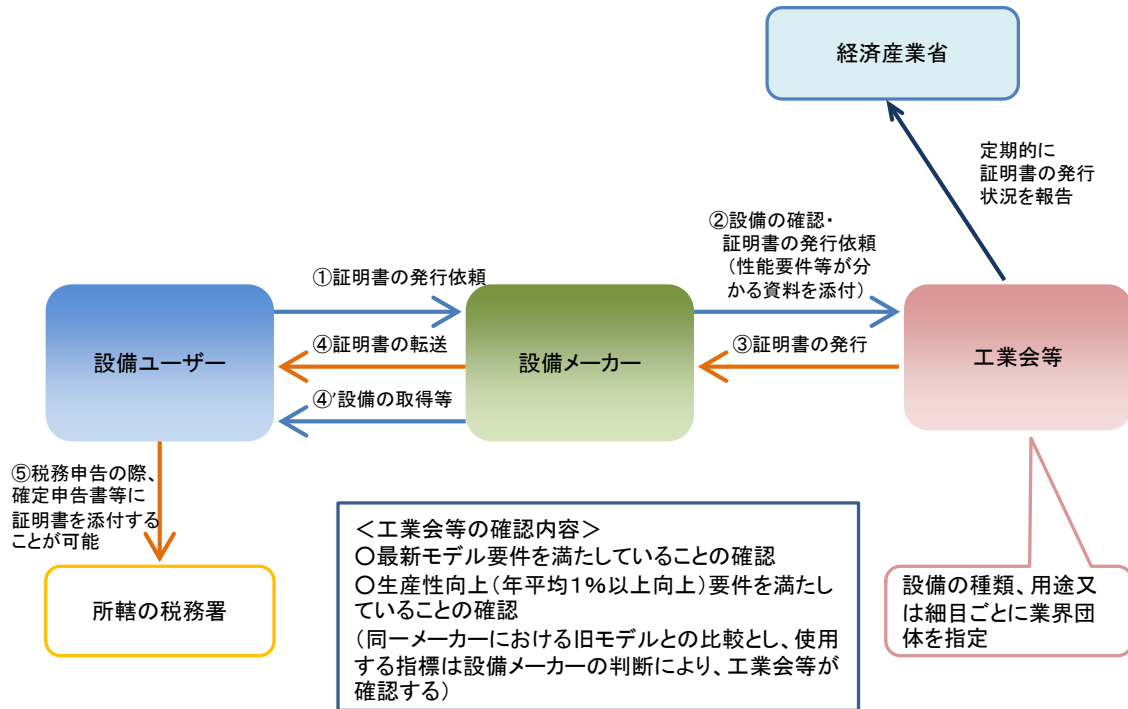 経済産業省
定期的に
証明書の発行
状況を報告
②設備の確認・
証明書の発行依頼
（性能要件等が分
かる資料を添付）
①証明書の発行依頼
設備ユーザー
④証明書の転送
設備メーカー
③証明書の発行
工業会等
④’設備の取得等
⑤税務申告の際、
確定申告書等に
証明書を添付する
ことが可能
所轄の税務署
＜工業会等の確認内容＞
○最新モデル要件を満たしていることの確認
○生産性向上（年平均１％以上向上）要件を満たし
ていることの確認
（同一メーカーにおける旧モデルとの比較とし、使用
する指標は設備メーカーの判断により、工業会等が
確認する）
設備の種類、用途又
は細目ごとに業界団
体を指定